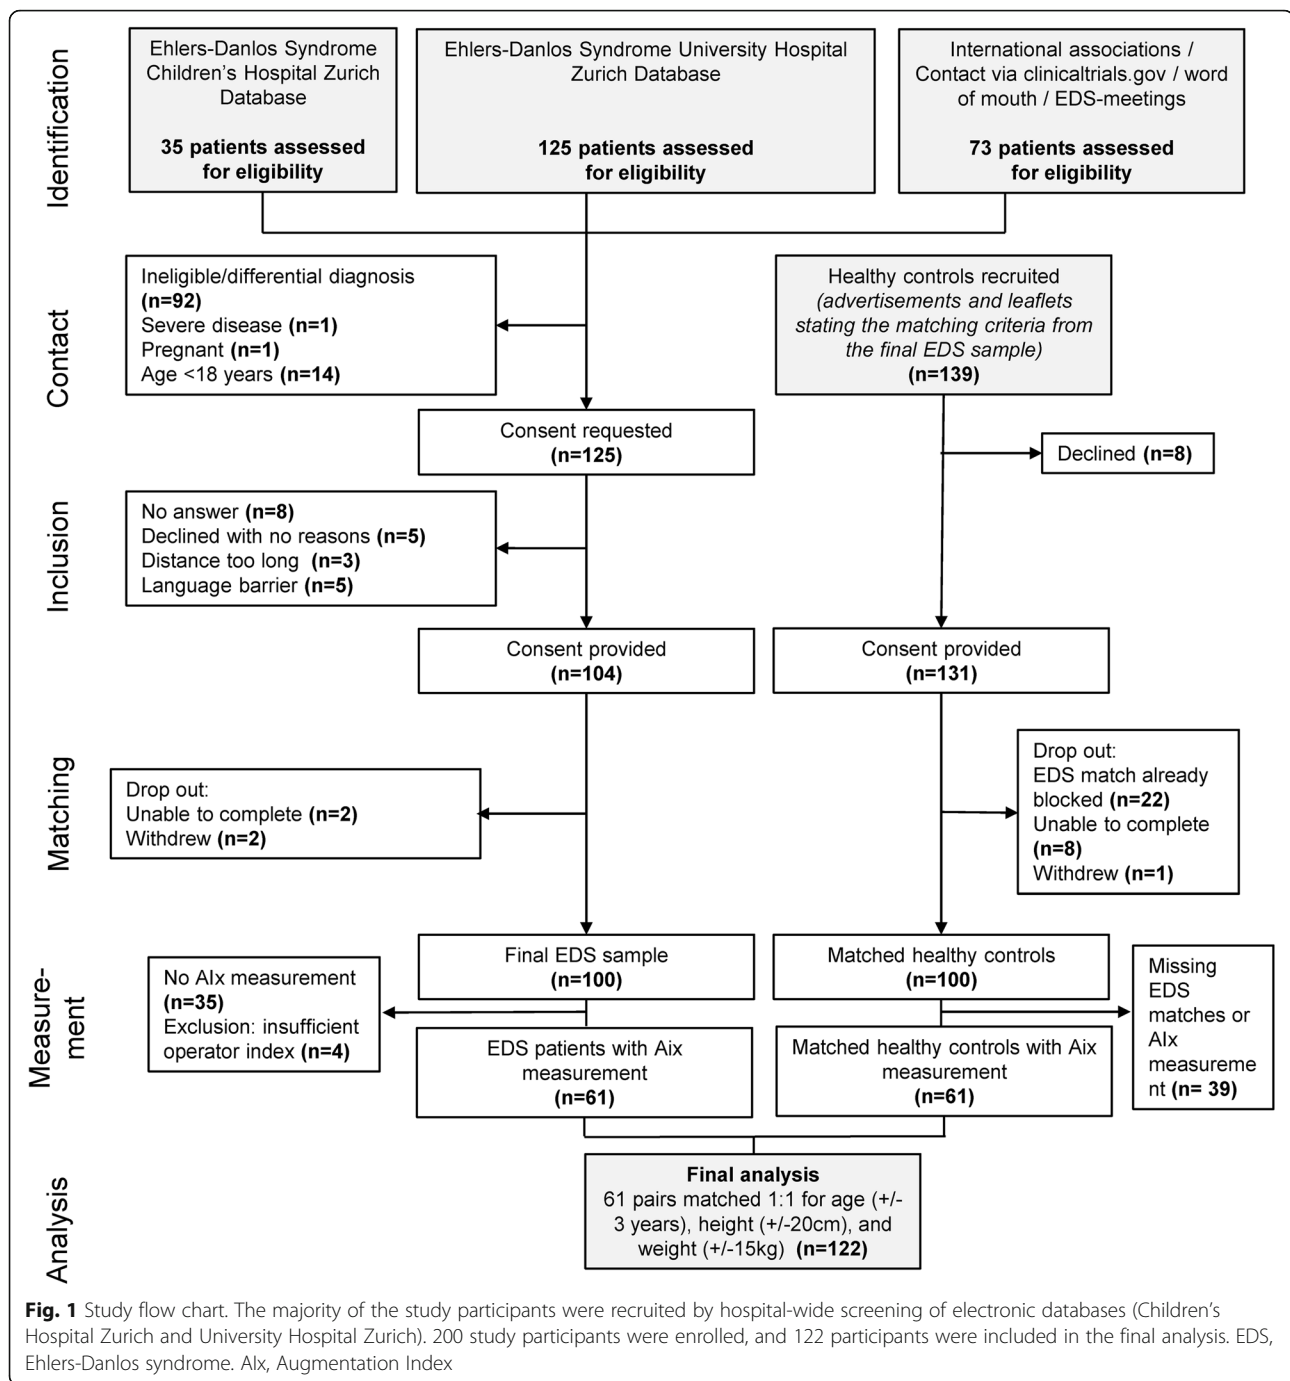 Identification
Ehlers-Danlos Syndrome
Children's Hospital Zurich
Database
35 patients assessed
for eligibility
Ehlers-Danlos Syndrome University Hospital
Zurich Database
125 patients assessed
for eligibility
International associations /
Contact via clinicaltrials.gov / word
of mouth / EDS-meetings
73 patients assessed
for eligibility
Contact
Ineligible/differential diagnosis
(n=92)
Severe disease (n=1)
Pregnant (n=1)
Age <18 years (n=14)
Healthy controls recruited
(advertisements and leaflets
stating the matching criteria from
the final EDS sample)
(n=139)
Consent requested
(n=125)
Declined (n=8)
Inclusion
No answer (n=8)
Declined with no reasons (n=5)
Distance too long (n=3)
Language barrier (n=5)
Consent provided
(n=104)
Consent provided
(n=131)
Matching
Drop out:
Unable to complete (n=2)
Withdrew (n=2)
Drop out:
EDS match already
blocked (n=22)
Unable to complete
(n=8)
Withdrew (n=1)
Measure-
ment
Final EDS sample
(n=100)
Matched healthy controls
(n=100)
No AIx measurement
(n=35)
Exclusion: insufficient
operator index (n=4)
Missing
EDS
matches or
AIx
measureme
nt (n= 39)
EDS patients with Aix
measurement
(n=61)
Matched healthy controls with Aix
measurement
(n=61)
Analysis
Final analysis
61 pairs matched 1:1 for age (+/-
3 years), height (+/-20cm), and
weight (+/-15kg) (n=122)
Fig. 1 Study flow chart. The majority of the study participants were recruited by hospital-wide screening of electronic databases (Children's
Hospital Zurich and University Hospital Zurich). 200 study participants were enrolled, and 122 participants were included in the final analysis. EDS,
Ehlers-Danlos syndrome. AIx, Augmentation Index